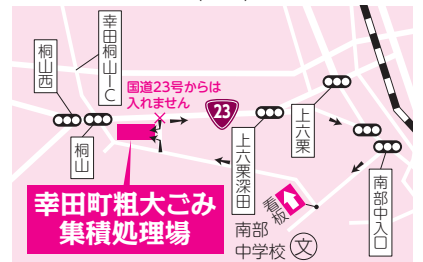 幸田桐山IC
桐山西
国道23号からは
入れません
23
桐山
上六栗深田
上六栗
南部中入口
看板
幸田町粗大ごみ
集積処理場
南部
中学校
文